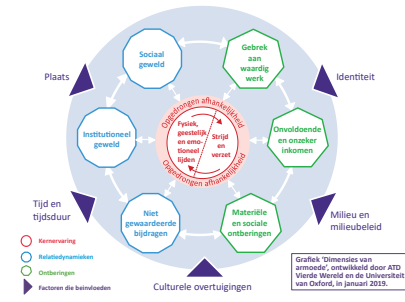 Sociaal
geweld
Gebrek
aan
waardig
werk
Plaats
Identiteit
Opgedrongen afhankelijkheid
Institutioneel
geweld
Fysiek,
geestelijk
en emo-
tioneel
lijden
Strijd
en
verzet
Onvoldoende
en onzeker
inkomen
Opgedrongen afhankelijkheid
Tijd en
tijdsduur
Niet
gewaardeerde
bijdragen
Materiële
en sociale
ontberingen
Milieu en
milieubeleid
Kernervaring
Relatiedynamieken
Ontberingen
Factoren die beinvloeden
Culturele overtuigingen
Grafiek 'Dimensies van
armoede', ontwikkeld door ATD
Vierde Wereld en de Universiteit
van Oxford, in januari 2019.